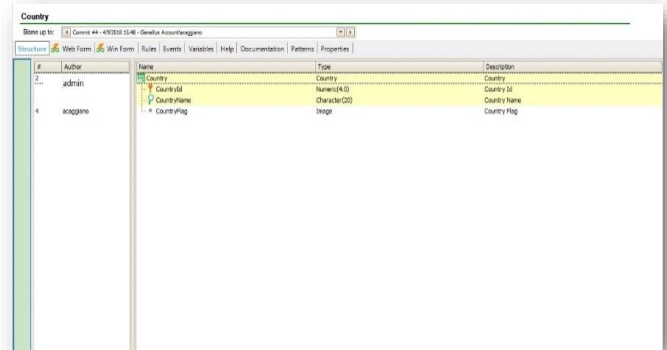 Country
Blame up to: Commit #4 - 4/9/2018 15:48 - GeneXus Account\acaggiano
Structure Web Form Win Form Rules Events Variables Help Documentation Patterns Properties
# Author Name Type Description
2 admin Country Country Country
CountryId Numeric(4.0) Country Id
CountryName Character(20) Country Name
4 acaggiano CountryFlag Image Country Flag